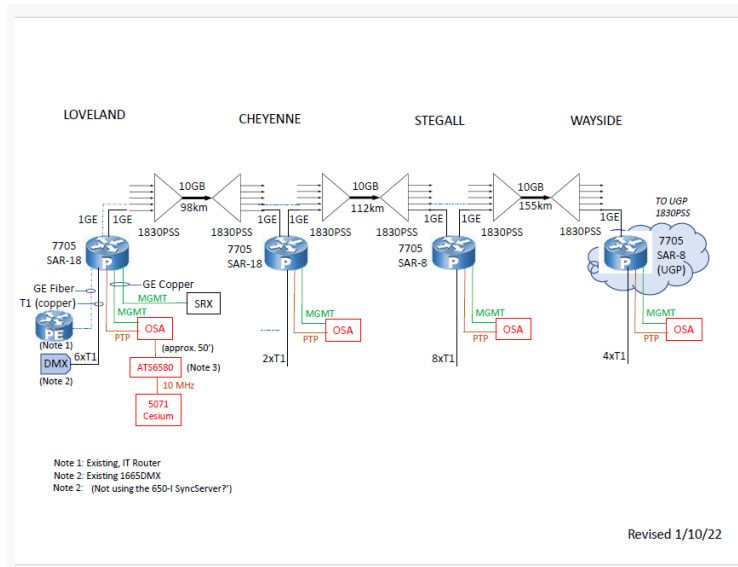 LOVELAND
CHEYENNE
STEGALL
WAYSIDE
10GB
98km
10GB
112km
10GB
155km
TO UGP
1830PSS
1GE
1GE
1830PSS
1830PSS
1GE
1GE
1830PSS
1830PSS
1GE
1GE
1830PSS
1830PSS
1GE
7705
SAR-18
P
7705
SAR-18
P
7705
SAR-8
P
P
7705
SAR-8
(UGP)
GE Fiber
T1 (copper)
GE Copper
MGMT
SRX
MGMT
OSA
PTP
MGMT
OSA
PTP
MGMT
OSA
PTP
MGMT
OSA
PTP
PE
(Note 1)
DMX
6xT1
(Note 2)
(approx. 50')
ATS6580
(Note 3)
10 MHz
5071
Cesium
2xT1
8xT1
4xT1
Note 1: Existing, IT Router
Note 2: Existing 1665DMX
Note 2: (Not using the 650-I SyncServer?')
Revised 1/10/22